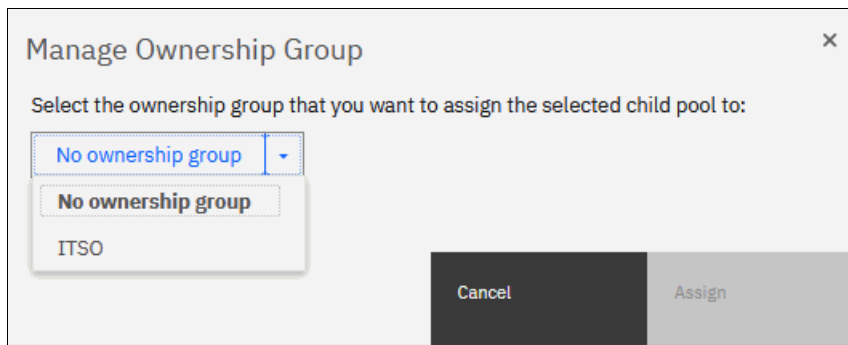 Manage Ownership Group
×
Select the ownership group that you want to assign the selected child pool to:
No ownership group
No ownership group
ITSO
Cancel
Assign